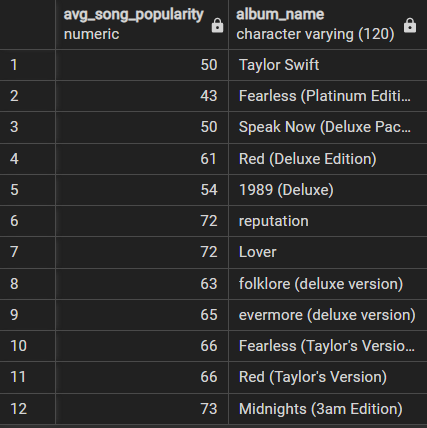 avg_song_popularity album_name
numeric character varying (120)
1 50 Taylor Swift
2 43 Fearless (Platinum Editi...
3 50 Speak Now (Deluxe Pac...
4 61 Red (Deluxe Edition)
5 54 1989 (Deluxe)
6 72 reputation
7 72 Lover
8 63 folklore (deluxe version)
9 65 evermore (deluxe version)
10 66 Fearless (Taylor's Versio...
11 66 Red (Taylor's Version)
12 73 Midnights (3am Edition)